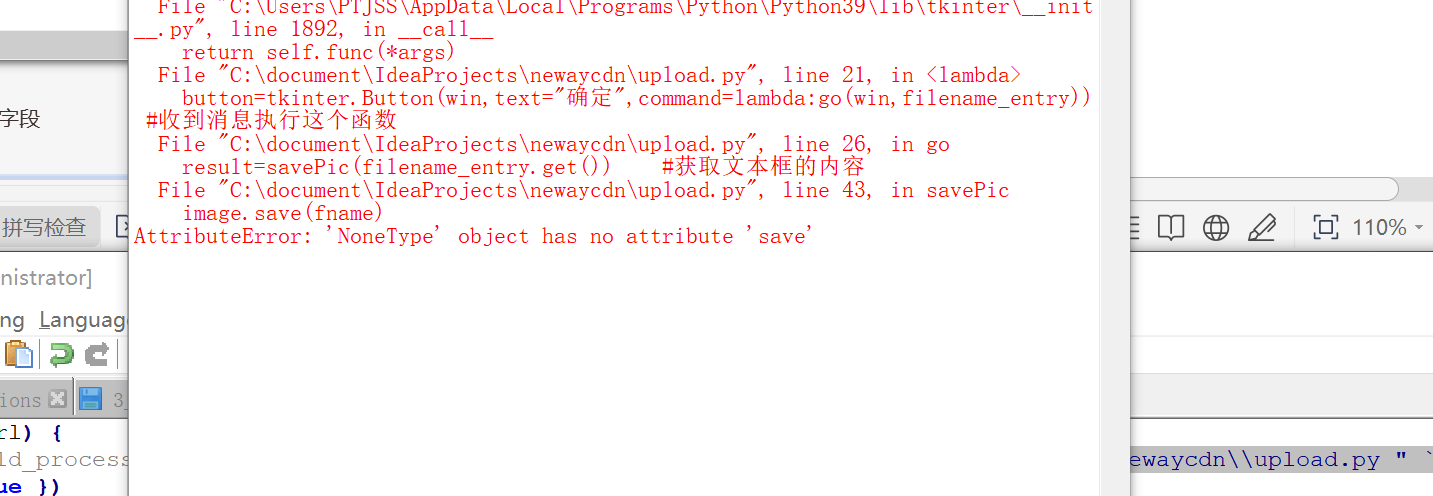 File "C:\Users\PTJSS\AppData\Local\Programs\Python\Python39\lib\tkinter\__init
__.py", line 1892, in __call__
return self.func(*args)
File "C:\document\IdeaProjects\newaycdn\upload.py", line 21, in <lambda>
button=tkinter.Button(win,text="确定",command=lambda:go(win,filename_entry))
字段
#收到消息执行这个函数
File "C:\document\IdeaProjects\newaycdn\upload.py", line 26, in go
result=savePic(filename_entry.get()) #获取文本框的内容
File "C:\document\IdeaProjects\newaycdn\upload.py", line 43, in savePic
image.save(fname)
拼写检查
110%
AttributeError: 'NoneType' object has no attribute 'save'
nistrator]
ng Languag
ions 3_
rl) {
ld_process
ewaycdn\\upload.py " `
ue })